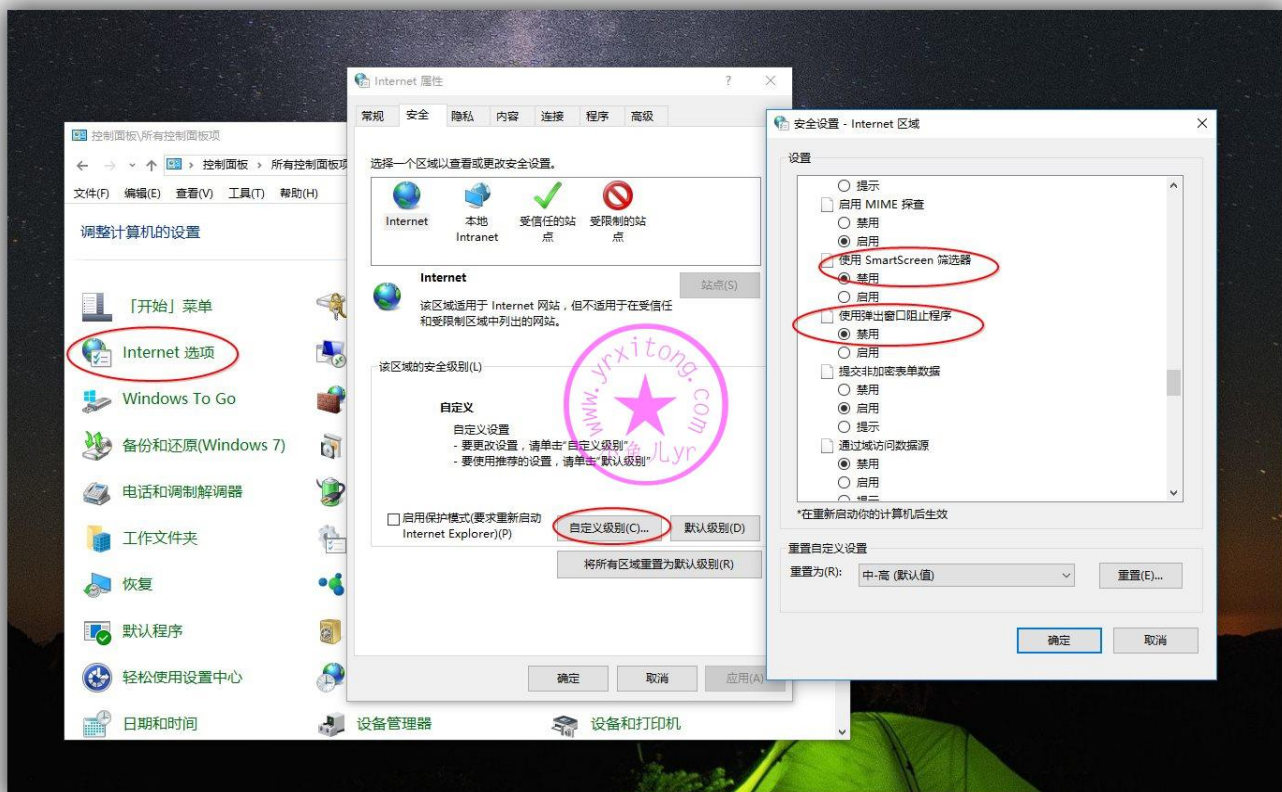 控制面板\所有控制面板项
控制面板 › 所有控制面板项
文件(F) 编辑(E) 查看(V) 工具(T) 帮助(H)
调整计算机的设置
「开始」菜单
Internet 选项
Windows To Go
备份和还原(Windows 7)
电话和调制解调器
工作文件夹
恢复
默认程序
轻松使用设置中心
日期和时间
设备管理器
设备和打印机
Internet 属性
常规 安全 隐私 内容 连接 程序 高级
选择一个区域以查看或更改安全设置。
Internet
本地
Intranet
受信任的站
点
受限制的站
点
Internet
站点(S)
该区域适用于 Internet 网站，但不适用于在受信任
和受限制区域中列出的网站。
该区域的安全级别(L)
自定义
自定义设置
- 要更改设置，请单击"自定义级别"
- 要使用推荐的设置，请单击"默认级别"
启用保护模式(要求重新启动
Internet Explorer)(P)
自定义级别(C)...
默认级别(D)
将所有区域重置为默认级别(R)
确定 取消 应用(A)
www.yrxitong.com
鱼儿yr
安全设置 - Internet 区域
设置
提示
启用 MIME 探查
禁用
启用
使用 SmartScreen 筛选器
禁用
启用
使用弹出窗口阻止程序
禁用
启用
提交非加密表单数据
禁用
启用
提示
通过域访问数据源
禁用
启用
提示
*在重新启动你的计算机后生效
重置自定义设置
重置为(R):
中-高 (默认值)
重置(E)...
确定 取消